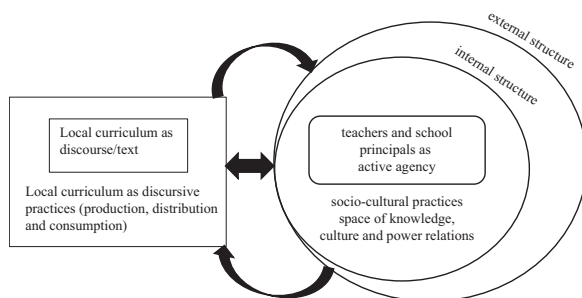 external structure
internal structure
Local curriculum as
discourse/text
Local curriculum as discursive
practices (production, distribution
and consumption)
teachers and school
principals as
active agency
socio-cultural practices
space of knowledge,
culture and power relations